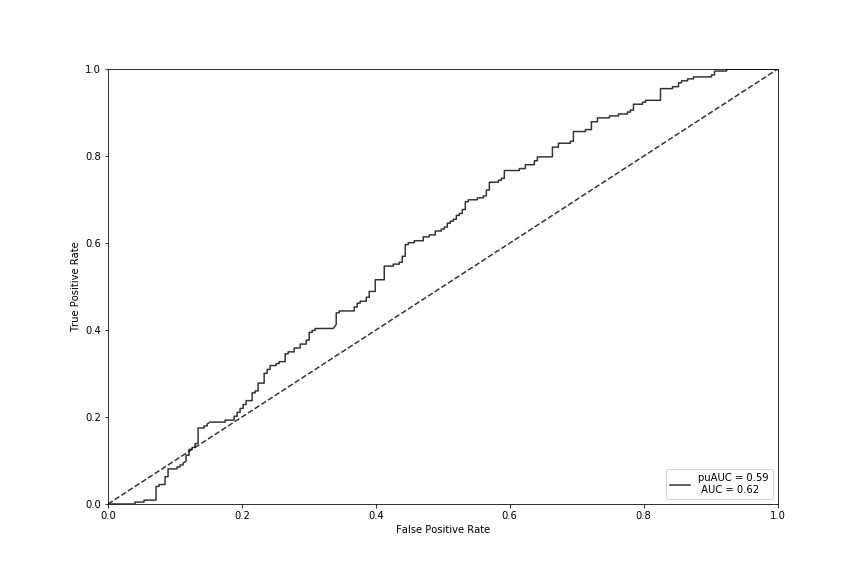 1.0
0.8
0.6
0.4
0.2
0.0
True Positive Rate
0.0 0.2 0.4 0.6 0.8 1.0
False Positive Rate
puAUC = 0.59
AUC = 0.62